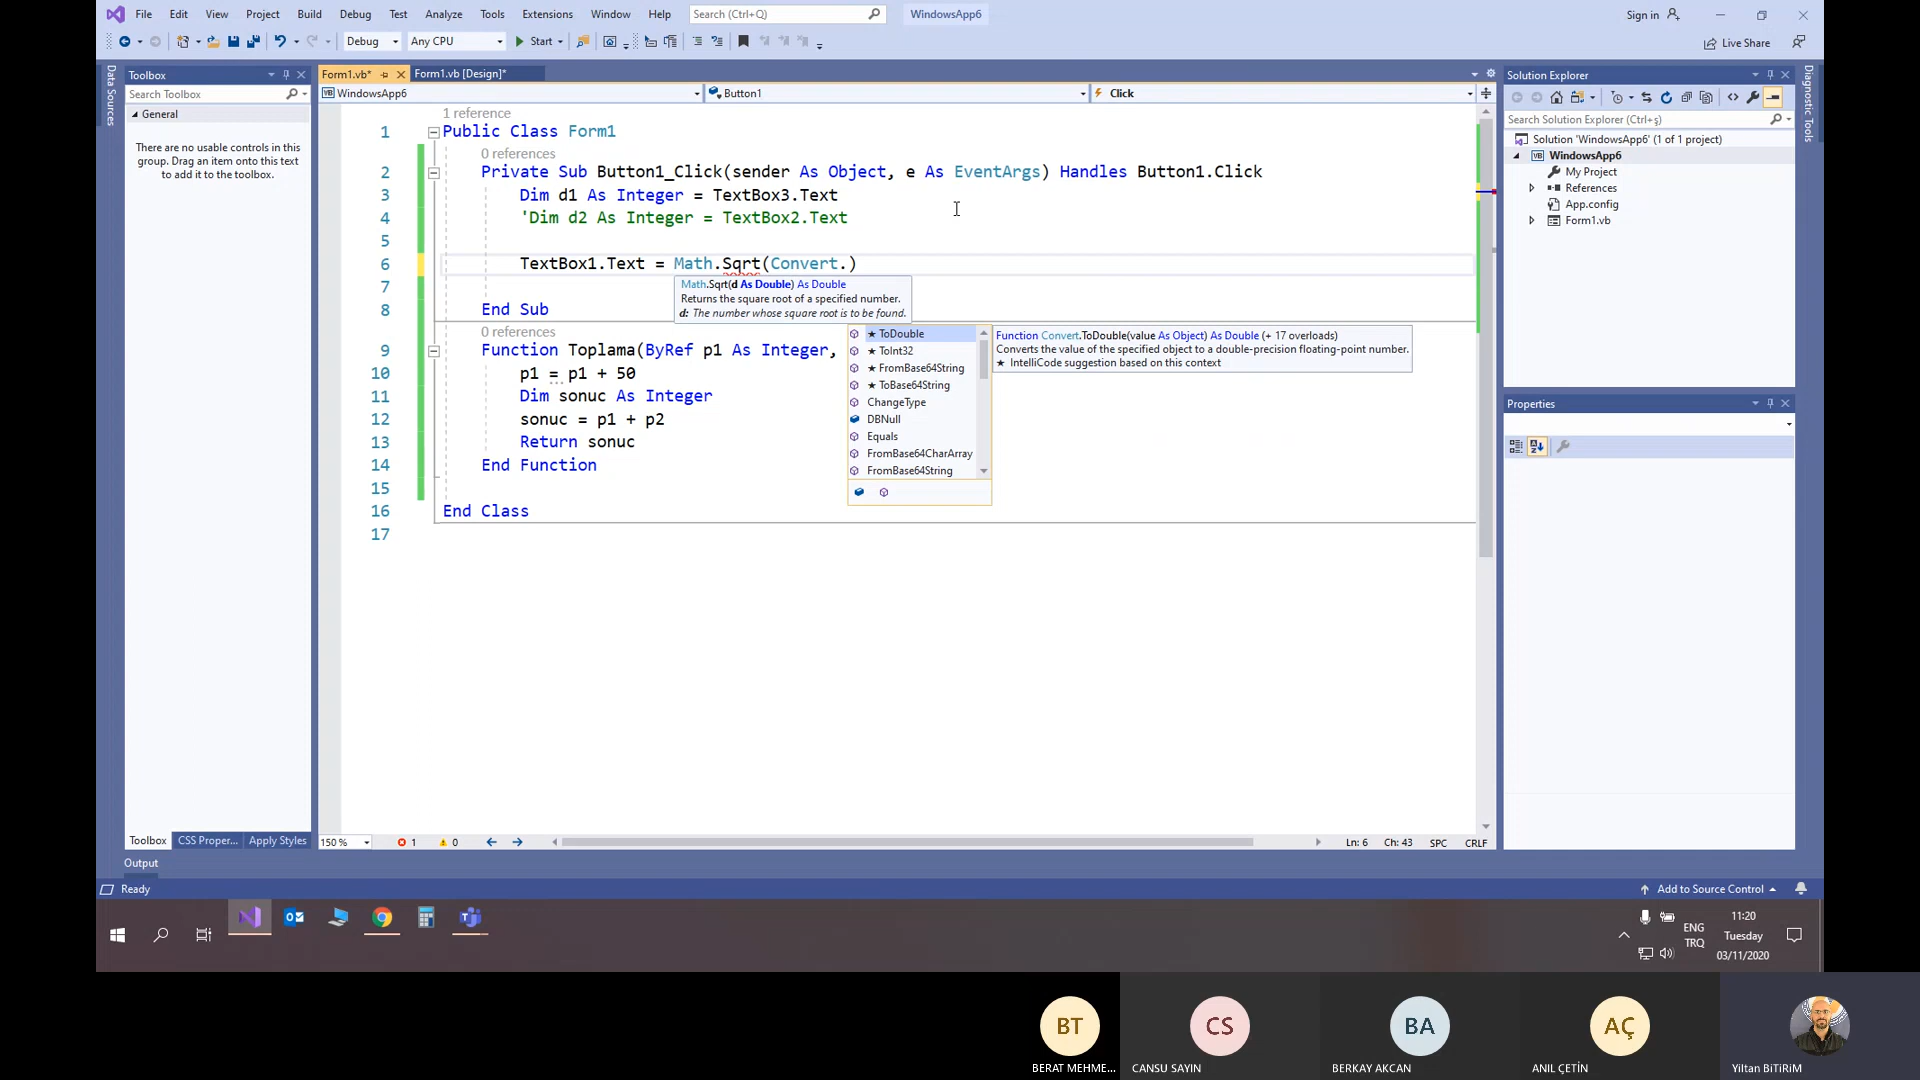 File Edit View Project Build Debug Test Analyze Tools Extensions Window Help Search (Ctrl+Q) WindowsApp6 Sign in
Debug Any CPU Start Live Share
Data Sources
Toolbox
Search Toolbox
General
There are no usable controls in this
group. Drag an item onto this text
to add it to the toolbox.
Toolbox CSS Proper... Apply Styles
Form1.vb* Form1.vb [Design]*
WindowsApp6 Button1 Click
1 reference
1 Public Class Form1
0 references
2 Private Sub Button1_Click(sender As Object, e As EventArgs) Handles Button1.Click
3 Dim d1 As Integer = TextBox3.Text
4 'Dim d2 As Integer = TextBox2.Text
5
6 TextBox1.Text = Math.Sqrt(Convert.)
7
Math.Sqrt(d As Double) As Double
Returns the square root of a specified number.
d: The number whose square root is to be found.
8 End Sub
0 references
9 Function Toplama(ByRef p1 As Integer,
10 p1 = p1 + 50
11 Dim sonuc As Integer
12 sonuc = p1 + p2
13 Return sonuc
14 End Function
15
16 End Class
17
★ ToDouble
★ ToInt32
★ FromBase64String
★ ToBase64String
ChangeType
DBNull
Equals
FromBase64CharArray
FromBase64String
Function Convert.ToDouble(value As Object) As Double (+ 17 overloads)
Converts the value of the specified object to a double-precision floating-point number.
★ IntelliCode suggestion based on this context
150 % 1 0 Ln: 6 Ch: 43 SPC CRLF
Solution Explorer
Search Solution Explorer (Ctrl+ş)
Solution 'WindowsApp6' (1 of 1 project)
VB WindowsApp6
My Project
References
App.config
Form1.vb
Properties
Diagnostic Tools
Output
Ready Add to Source Control
ENG
TRQ
11:20
Tuesday
03/11/2020
BT CS BA AÇ
BERAT MEHME... CANSU SAYIN BERKAY AKCAN ANIL ÇETİN Yiltan BİTİRİM